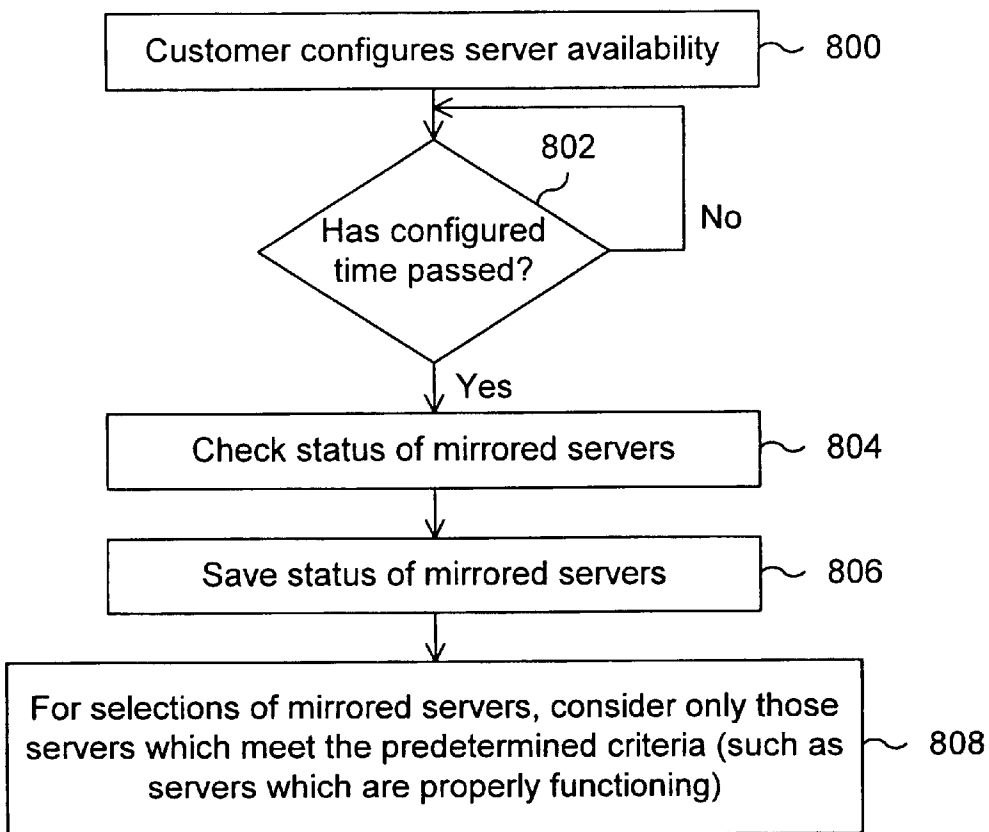 Customer configures server availability
800
802
Has configured
time passed?
No
Yes
Check status of mirrored servers
804
Save status of mirrored servers
806
For selections of mirrored servers, consider only those
servers which meet the predetermined criteria (such as
servers which are properly functioning)
808